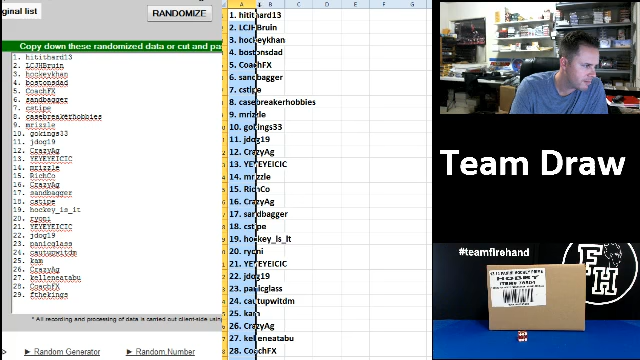 ginal list
RANDOMIZE
Copy down these randomized data or cut and pa
1. hitithard13
2. LCJHBruin
3. hockeykhan
4. bostonsdad
5. CoachFX
6. sandbagger
7. cstipe
8. casebreakerhobbies
9. mrizzle
10. gokings33
11. jdog19
12. CrazyAg
13. YEYEYEICIC
14. mrizzle
15. RichCo
16. CrazyAg
17. sandbagger
18. cstipe
19. hockey_is_it
20. ryoni
21. YEYEYEICIC
22. jdog19
23. panicglass
24. cautupwitdm
25. kam
26. CrazyAg
27. kelleneatabu
28. CoachFX
29. fthekings
* All recording and processing of data is carried out client-side using
Random Generator
Random Number
A
B
C
D
E
1. hitithard13
2. LCJHBruin
3. hockeykhan
4. bostonsdad
5. CoachFX
6. sandbagger
7. cstipe
8. casebreakerhobbies
9. mrizzle
10. gokings33
11. jdog19
12. CrazyAg
13. YEYEYEICIC
14. mrizzle
15. RichCo
16. CrazyAg
17. sandbagger
18. cstipe
19. hockey_is_it
20. ryoni
21. YEYEYEICIC
22. jdog19
23. panicglass
24. cautupwitdm
25. kam
26. CrazyAg
27. kelleneatabu
28. CoachFX
Team Draw
#teamfirehand
FH